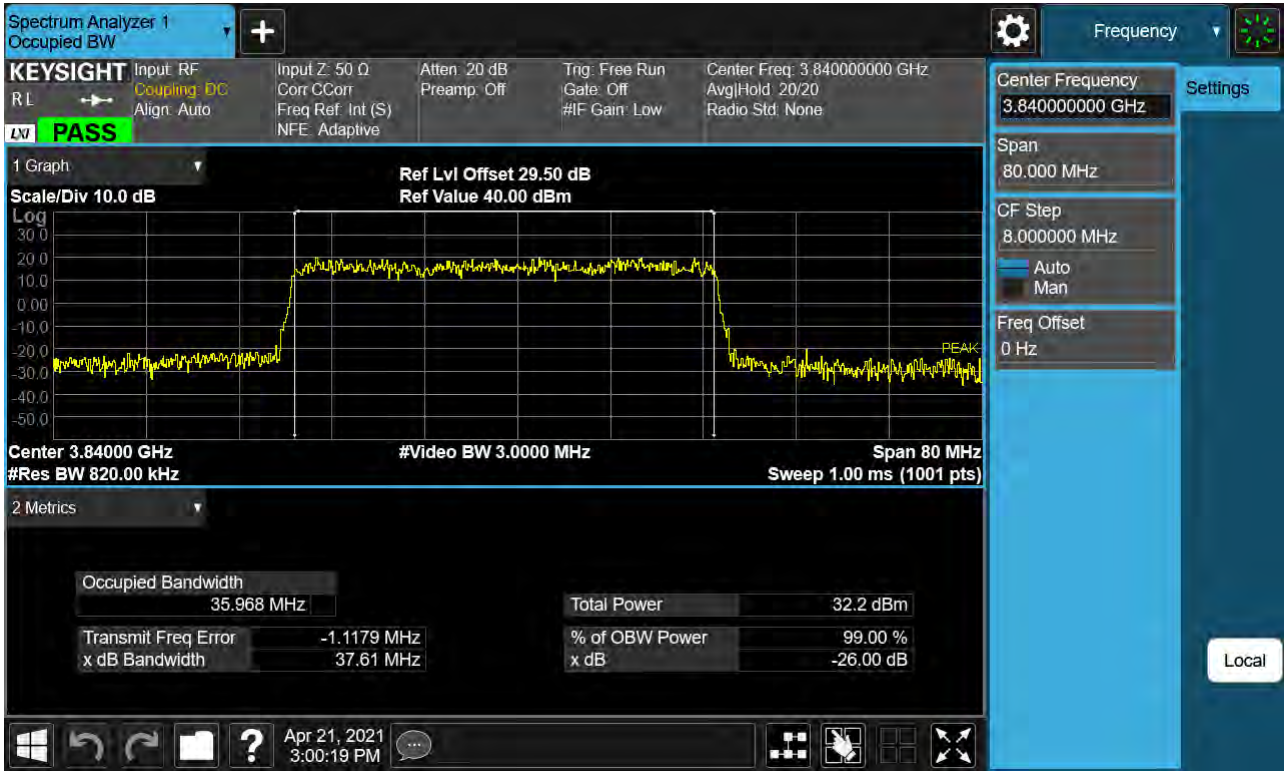 Spectrum Analyzer 1
Occupied BW
+
Frequency
KEYSIGHT
R L
LXI
PASS
Input: RF
Coupling: DC
Align: Auto
Input Z: 50 Ω
Corr CCorr
Freq Ref: Int (S)
NFE: Adaptive
Atten: 20 dB
Preamp: Off
Trig: Free Run
Gate: Off
#IF Gain: Low
Center Freq: 3.840000000 GHz
Avg|Hold: 20/20
Radio Std: None
Center Frequency
3.840000000 GHz
Settings
Span
80.000 MHz
CF Step
8.000000 MHz
Auto
Man
Freq Offset
0 Hz
Local
1 Graph
Scale/Div 10.0 dB
Ref Lvl Offset 29.50 dB
Ref Value 40.00 dBm
Log
30.0
20.0
10.0
0.00
-10.0
-20.0
-30.0
-40.0
-50.0
PEAK
Center 3.84000 GHz
#Video BW 3.0000 MHz
Span 80 MHz
#Res BW 820.00 kHz
Sweep 1.00 ms (1001 pts)
2 Metrics
Occupied Bandwidth
35.968 MHz
Total Power 32.2 dBm
Transmit Freq Error -1.1179 MHz
% of OBW Power 99.00 %
x dB Bandwidth 37.61 MHz
x dB -26.00 dB
?
Apr 21, 2021
3:00:19 PM